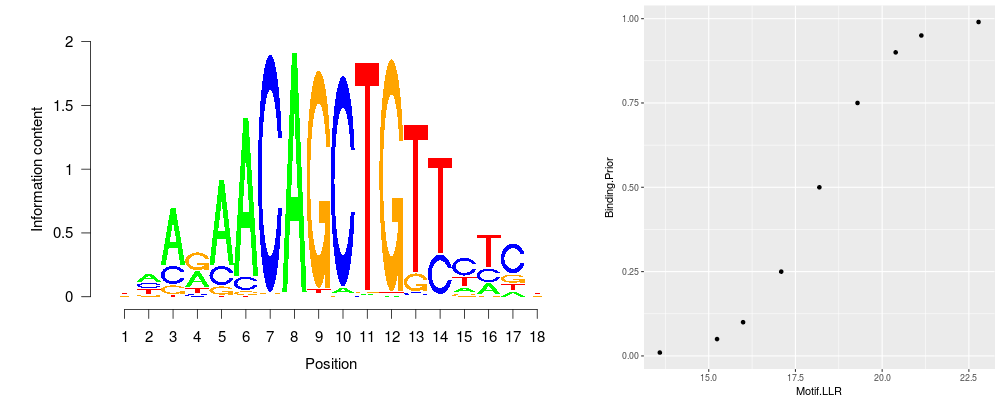 Information content
2
1.5
1
0.5
0
A A G A A C A G C T G T T C T C
C A C C G C C
1 2 3 4 5 6 7 8 9 10 11 12 13 14 15 16 17 18
Position
Binding.Prior
1.00
0.75
0.50
0.25
0.00
15.0 17.5 20.0 22.5
Motif.LLR